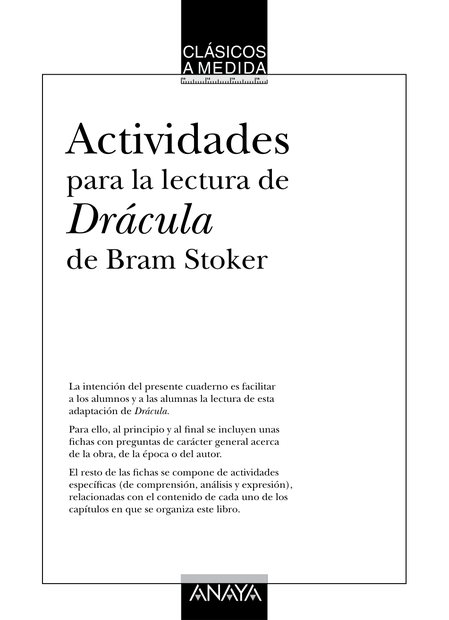 CLÁSICOS
A MEDIDA
Actividades
para la lectura de
Drácula
de Bram Stoker
La intención del presente cuaderno es facilitar
a los alumnos y a las alumnas la lectura de esta
adaptación de Drácula.
Para ello, al principio y al final se incluyen unas
fichas con preguntas de carácter general acerca
de la obra, de la época o del autor.
El resto de las fichas se compone de actividades
específicas (de comprensión, análisis y expresión),
relacionadas con el contenido de cada uno de los
capítulos en que se organiza este libro.
ANAYA